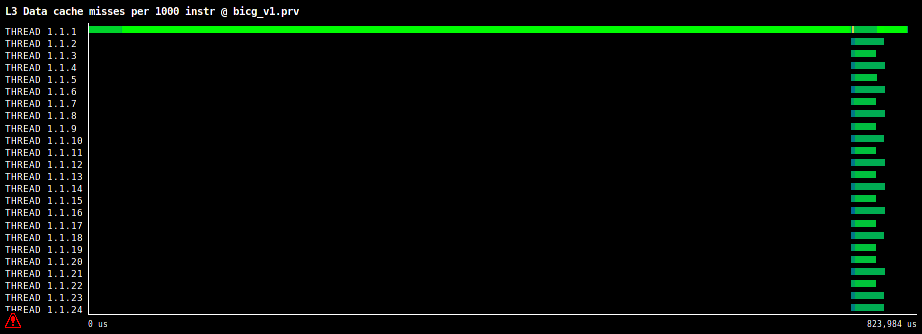 L3 Data cache misses per 1000 instr @ bicg_v1.prv
THREAD 1.1.1
THREAD 1.1.2
THREAD 1.1.3
THREAD 1.1.4
THREAD 1.1.5
THREAD 1.1.6
THREAD 1.1.7
THREAD 1.1.8
THREAD 1.1.9
THREAD 1.1.10
THREAD 1.1.11
THREAD 1.1.12
THREAD 1.1.13
THREAD 1.1.14
THREAD 1.1.15
THREAD 1.1.16
THREAD 1.1.17
THREAD 1.1.18
THREAD 1.1.19
THREAD 1.1.20
THREAD 1.1.21
THREAD 1.1.22
THREAD 1.1.23
THREAD 1.1.24
0 us 823,984 us